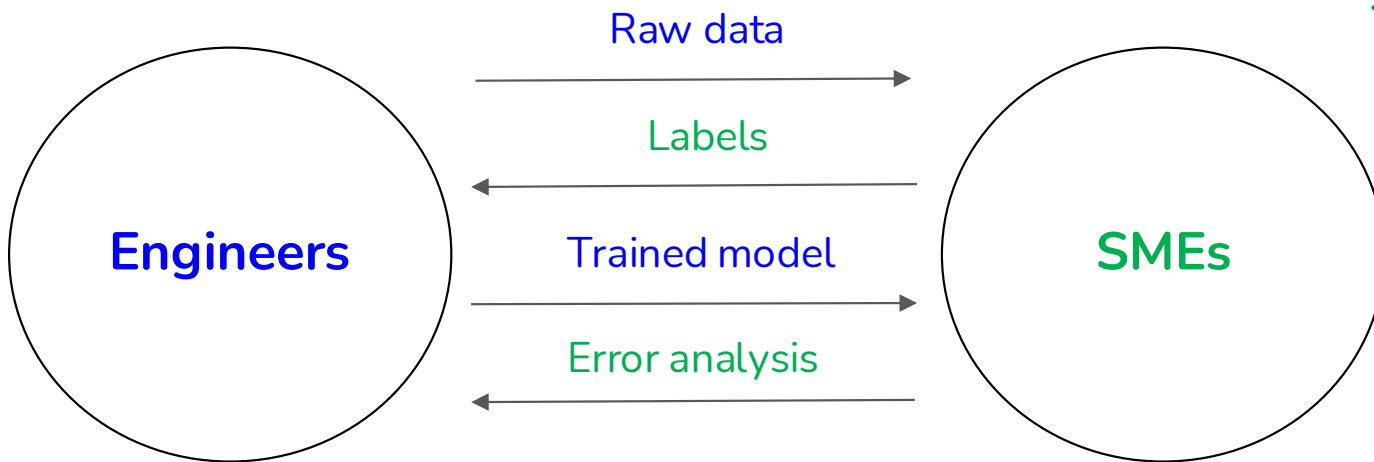 Raw data
Labels
Engineers
Trained model
SMEs
Error analysis